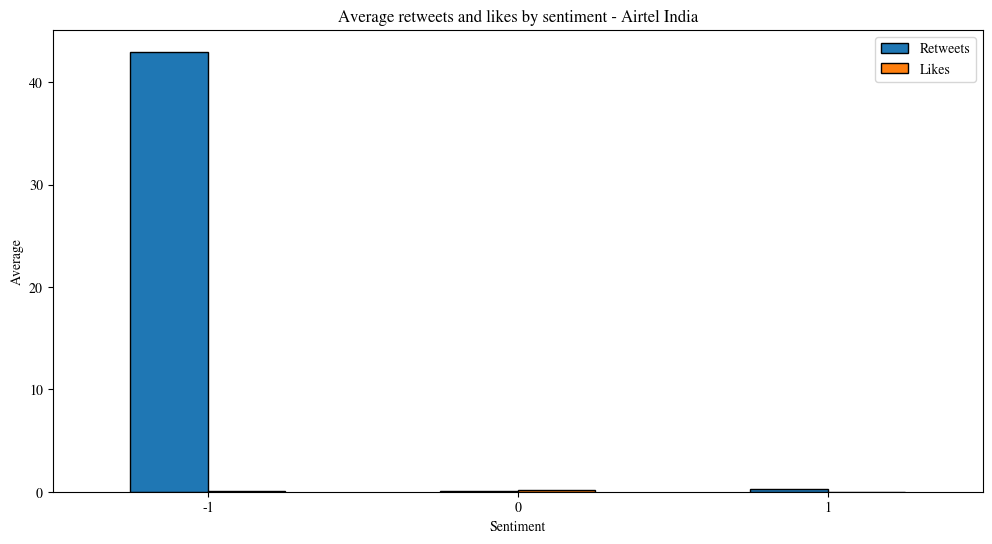 Average retweets and likes by sentiment - Airtel India
Retweets
Likes
40
30
20
10
0
Average
-1
0
1
Sentiment